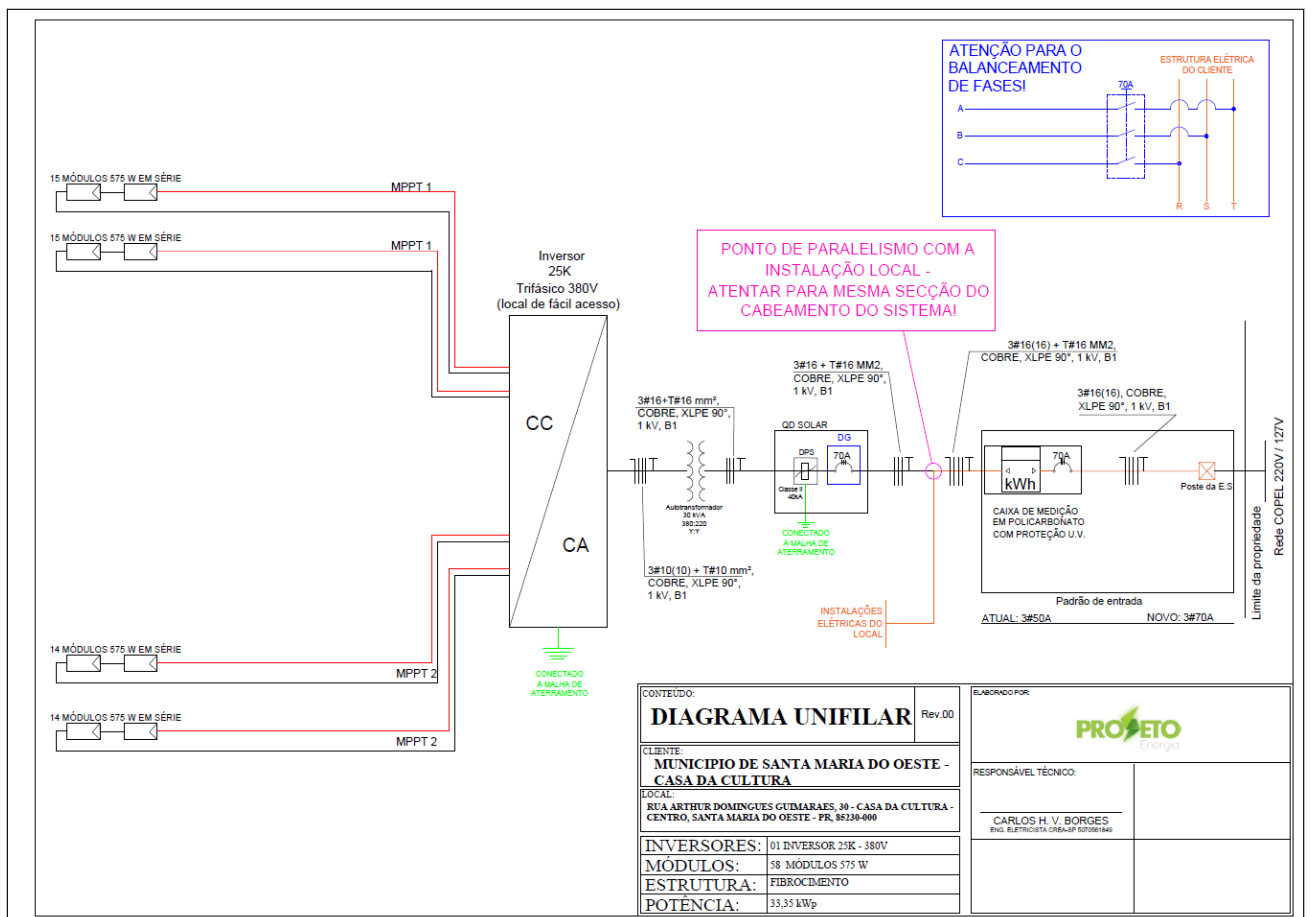 ATENÇÃO PARA O
BALANCEAMENTO
DE FASES!
ESTRUTURA ELÉTRICA
DO CLIENTE
70A
A
B
C
R S T
15 MÓDULOS 575 W EM SÉRIE
MPPT 1
15 MÓDULOS 575 W EM SÉRIE
MPPT 1
Inversor
25K
Trifásico 380V
(local de fácil acesso)
CC
CA
CONECTADO
A MALHA DE
ATERRAMENTO
14 MÓDULOS 575 W EM SÉRIE
MPPT 2
14 MÓDULOS 575 W EM SÉRIE
MPPT 2
PONTO DE PARALELISMO COM A
INSTALAÇÃO LOCAL -
ATENTAR PARA MESMA SECÇÃO DO
CABEAMENTO DO SISTEMA!
3#16+T#16 mm²,
COBRE, XLPE 90°,
1 kV, B1
T
T
Autotransformador
30 kVA
380:220
Y:Y
3#10(10) + T#10 mm²,
COBRE, XLPE 90°,
1 kV, B1
QD SOLAR
DG
DPS
70A
Classe II
40kA
CONECTADO
A MALHA DE
ATERRAMENTO
3#16 + T#16 MM2,
COBRE, XLPE 90°,
1 kV, B1
T
INSTALAÇÕES
ELÉTRICAS DO
LOCAL
3#16(16) + T#16 MM2,
COBRE, XLPE 90°, 1 kV, B1
T
3#16(16), COBRE,
XLPE 90°, 1 kV, B1
kWh
70A
T
Poste da E.S
CAIXA DE MEDIÇÃO
EM POLICARBONATO
COM PROTEÇÃO U.V.
Padrão de entrada
ATUAL: 3#50A
NOVO: 3#70A
Limite da propriedade
Rede COPEL 220V / 127V
CONTEÚDO:
DIAGRAMA UNIFILAR
Rev.00
CLIENTE:
MUNICIPIO DE SANTA MARIA DO OESTE -
CASA DA CULTURA
LOCAL:
RUA ARTHUR DOMINGUES GUIMARAES, 30 - CASA DA CULTURA -
CENTRO, SANTA MARIA DO OESTE - PR, 85230-000
INVERSORES: 01 INVERSOR 25K - 380V
MÓDULOS: 58 MÓDULOS 575 W
ESTRUTURA: FIBROCIMENTO
POTÊNCIA: 33,35 kWp
ELABORADO POR:
PROJETO
Energia
RESPONSÁVEL TÉCNICO:
CARLOS H. V. BORGES
ENG. ELETRICISTA CREA-SP 5070561849